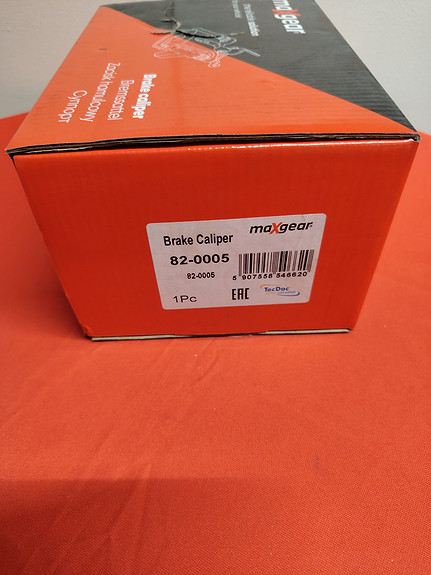 maxgear
Brake caliper
Bremssattel
Zacisk hamulcowy
Суппорт
maxgear
Brake Caliper
82-0005
82-0005
5 907558 546620
1Pc
EAC
TecDoc